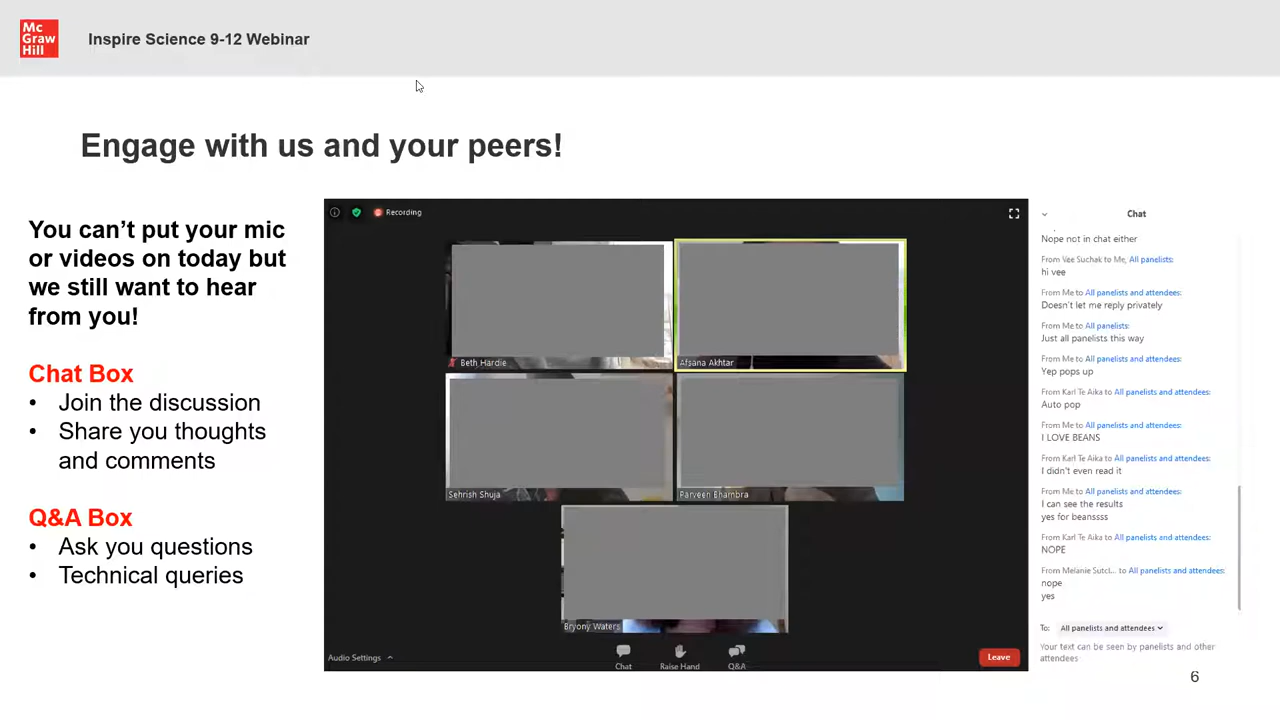 Mc
Graw
Hill
Inspire Science 9-12 Webinar
Engage with us and your peers!
You can't put your mic
or videos on today but
we still want to hear
from you!
Chat Box
• Join the discussion
• Share you thoughts
and comments
Q&A Box
• Ask you questions
• Technical queries
Recording
Beth Hardie
Afsana Akhtar
Sehrish Shuja
Parveen Bhambra
Bryony Waters
Audio Settings
Chat
Raise Hand
Q&A
Leave
Chat
Nope not in chat either
From Vee Suchak to Me, All panelists:
hi vee
From Me to All panelists and attendees:
Doesn't let me reply privately
From Me to All panelists:
Just all panelists this way
From Me to All panelists and attendees:
Yep pops up
From Karl Te Aika to All panelists and attendees:
Auto pop
From Me to All panelists and attendees:
I LOVE BEANS
From Karl Te Aika to All panelists and attendees:
I didn't even read it
From Me to All panelists and attendees:
I can see the results
yes for beanssss
From Karl Te Aika to All panelists and attendees:
NOPE
From Melanie Sutcl... to All panelists and attendees:
nope
yes
To: All panelists and attendees
Your text can be seen by panelists and other
attendees
6